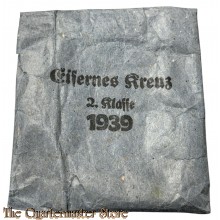 Eisernes Kreuz
2. Klasse
1939
© The Quartermaster Store